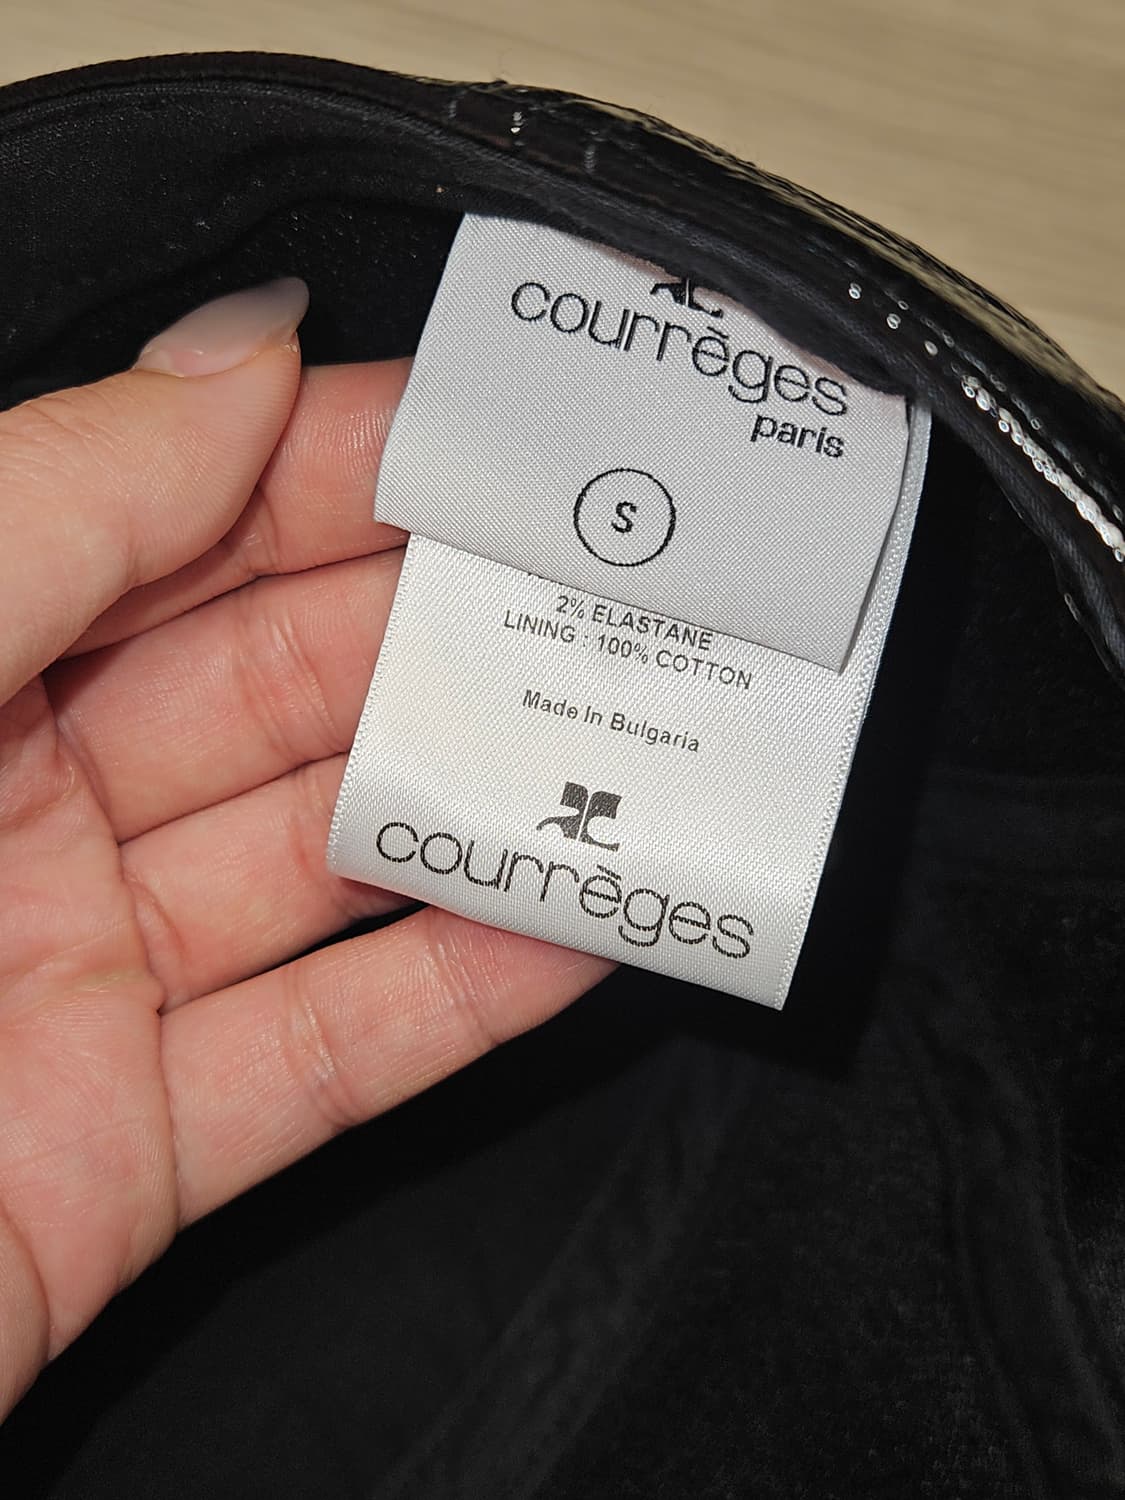 courrèges
paris
S
2% ELASTANE
LINING : 100% COTTON
Made In Bulgaria
courrèges